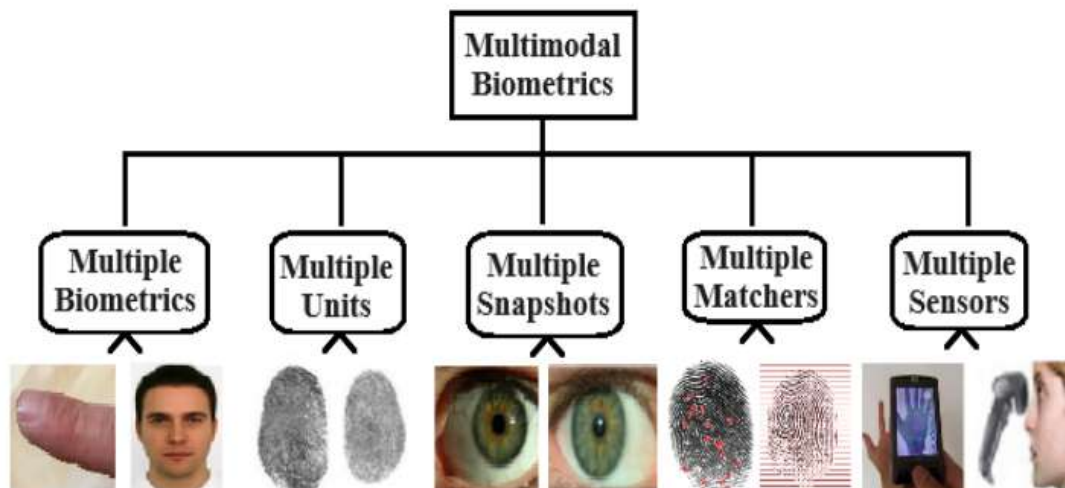 Multimodal
Biometrics
Multiple
Biometrics
Multiple
Units
Multiple
Snapshots
Multiple
Matchers
Multiple
Sensors